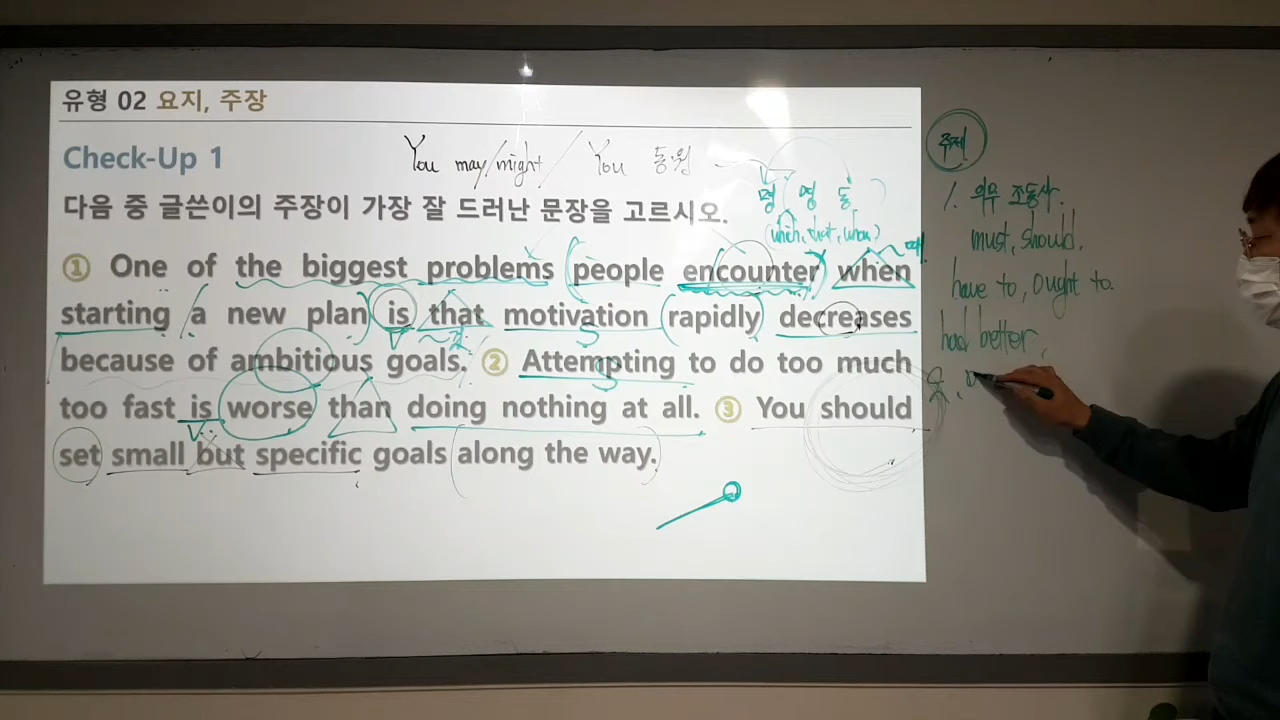 유형 02 요지, 주장
Check-Up 1
You may/might / You 동원
다음 중 글쓴이의 주장이 가장 잘 드러난 문장을 고르시오.
명 ( 명 동 )
(which, that, whom)
① One of the biggest problems people encounter when
~때
starting a new plan is that motivation rapidly decreases
V
S
because of ambitious goals. ② Attempting to do too much
S
too fast is worse than doing nothing at all. ③ You should
V
set small but specific goals along the way.
주제
1. 의무 조동사.
must, should.
have to, ought to.
had better,